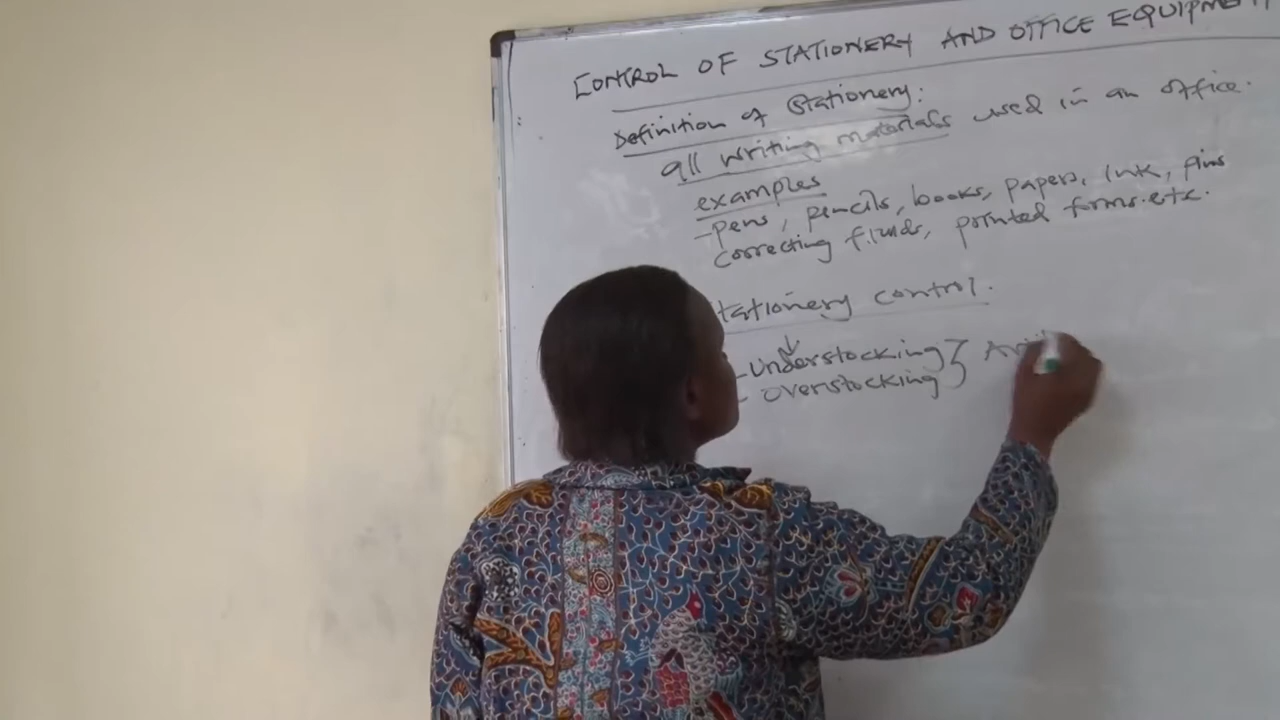 CONTROL OF STATIONERY AND OFFICE EQUIPMENT
Definition of Stationery:
all writing materials used in an office.
examples
- pens, pencils, books, papers, Ink, pins
correcting fluids, printed forms.etc.
tationery control.
- Understocking }
- Overstocking